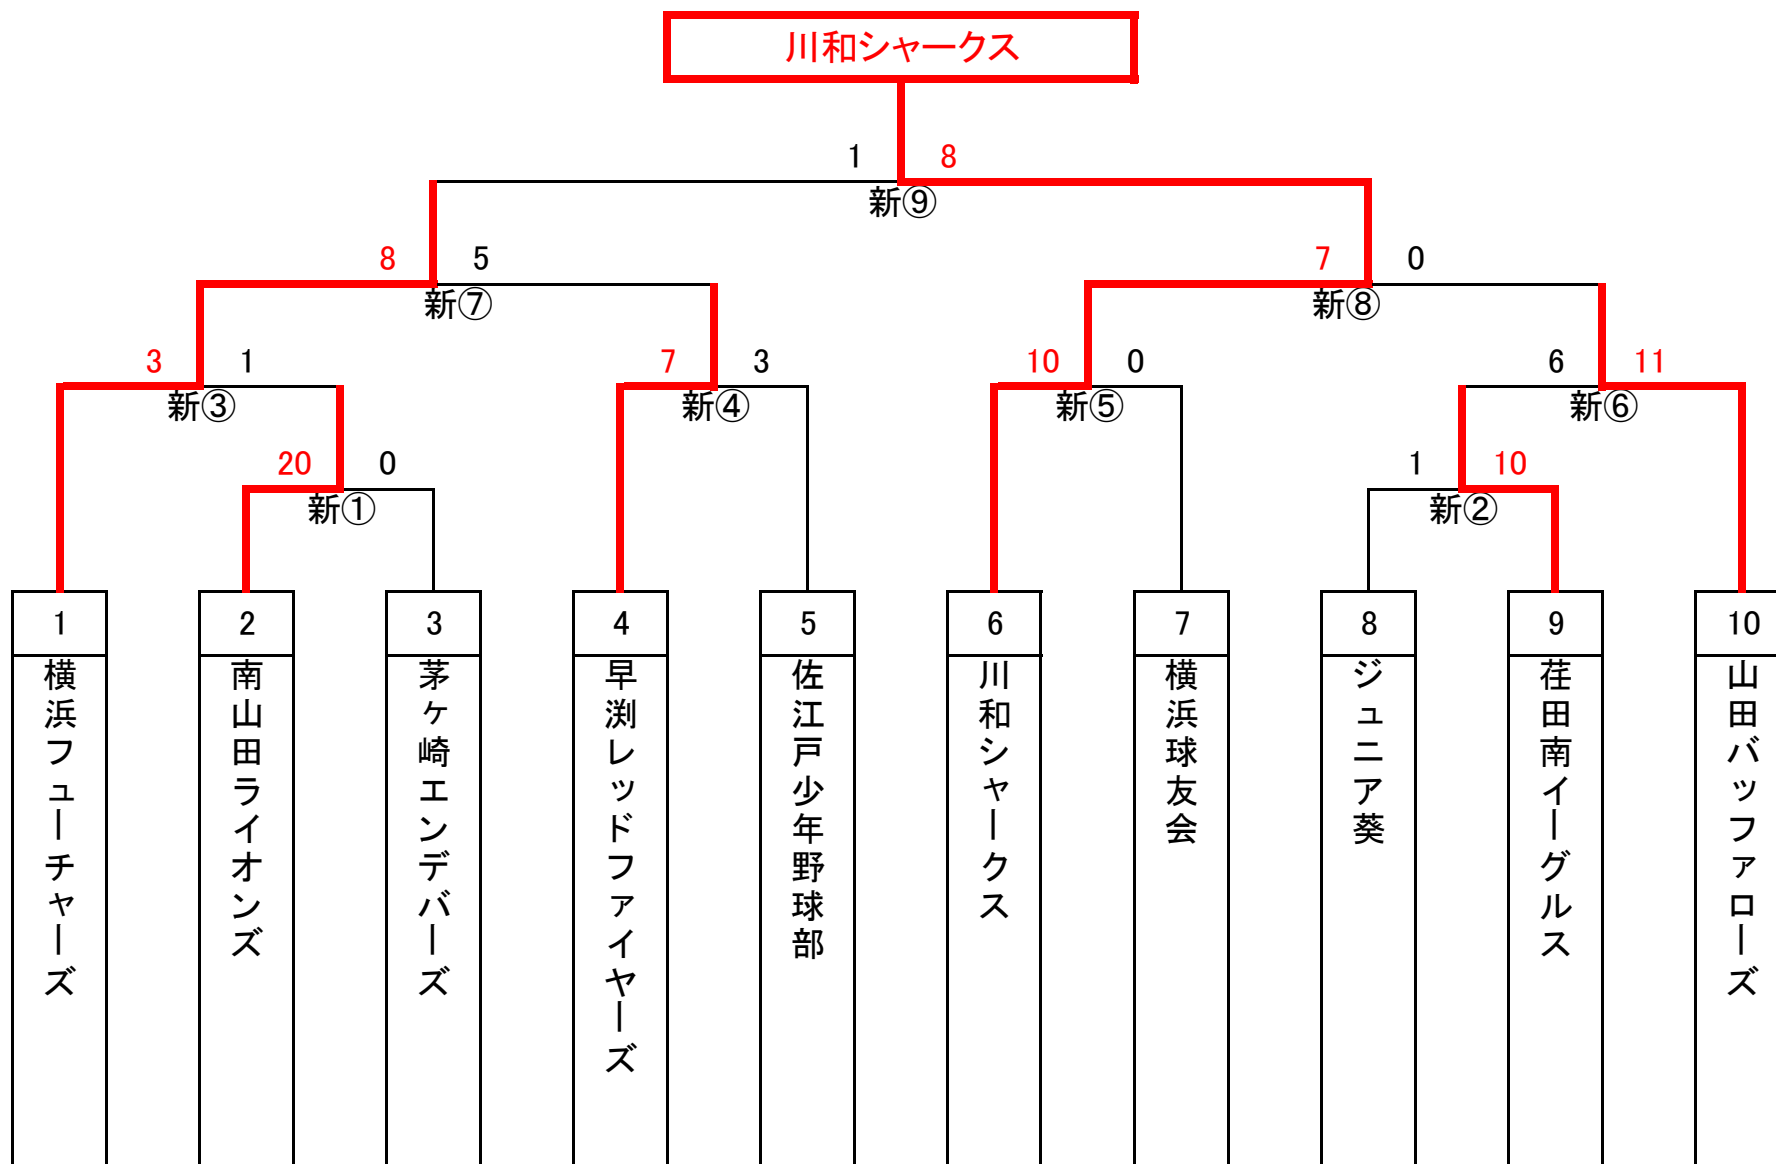 川和シャークス
1 8
新⑨
8 5 7 0
新⑦ 新⑧
3 1 7 3 10 0 6 11
新③ 新④ 新⑤ 新⑥
20 0 1 10
新① 新②
1 2 3 4 5 6 7 8 9 10
横浜フューチャーズ
南山田ライオンズ
茅ヶ崎エンデバーズ
早渕レッドファイヤーズ
佐江戸少年野球部
川和シャークス
横浜球友会
ジュニア葵
荏田南イーグルス
山田バッファローズ